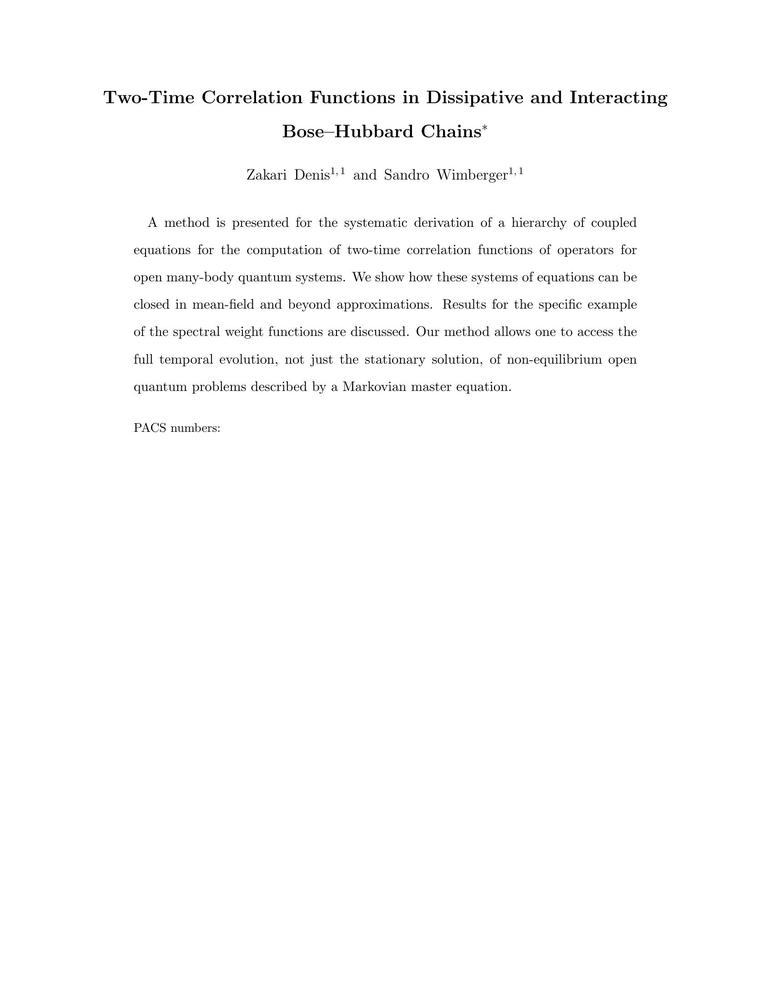 Two-Time Correlation Functions in Dissipative and Interacting
Bose–Hubbard Chains*
Zakari Denis1, 1 and Sandro Wimberger1, 1
A method is presented for the systematic derivation of a hierarchy of coupled
equations for the computation of two-time correlation functions of operators for
open many-body quantum systems. We show how these systems of equations can be
closed in mean-field and beyond approximations. Results for the specific example
of the spectral weight functions are discussed. Our method allows one to access the
full temporal evolution, not just the stationary solution, of non-equilibrium open
quantum problems described by a Markovian master equation.
PACS numbers: